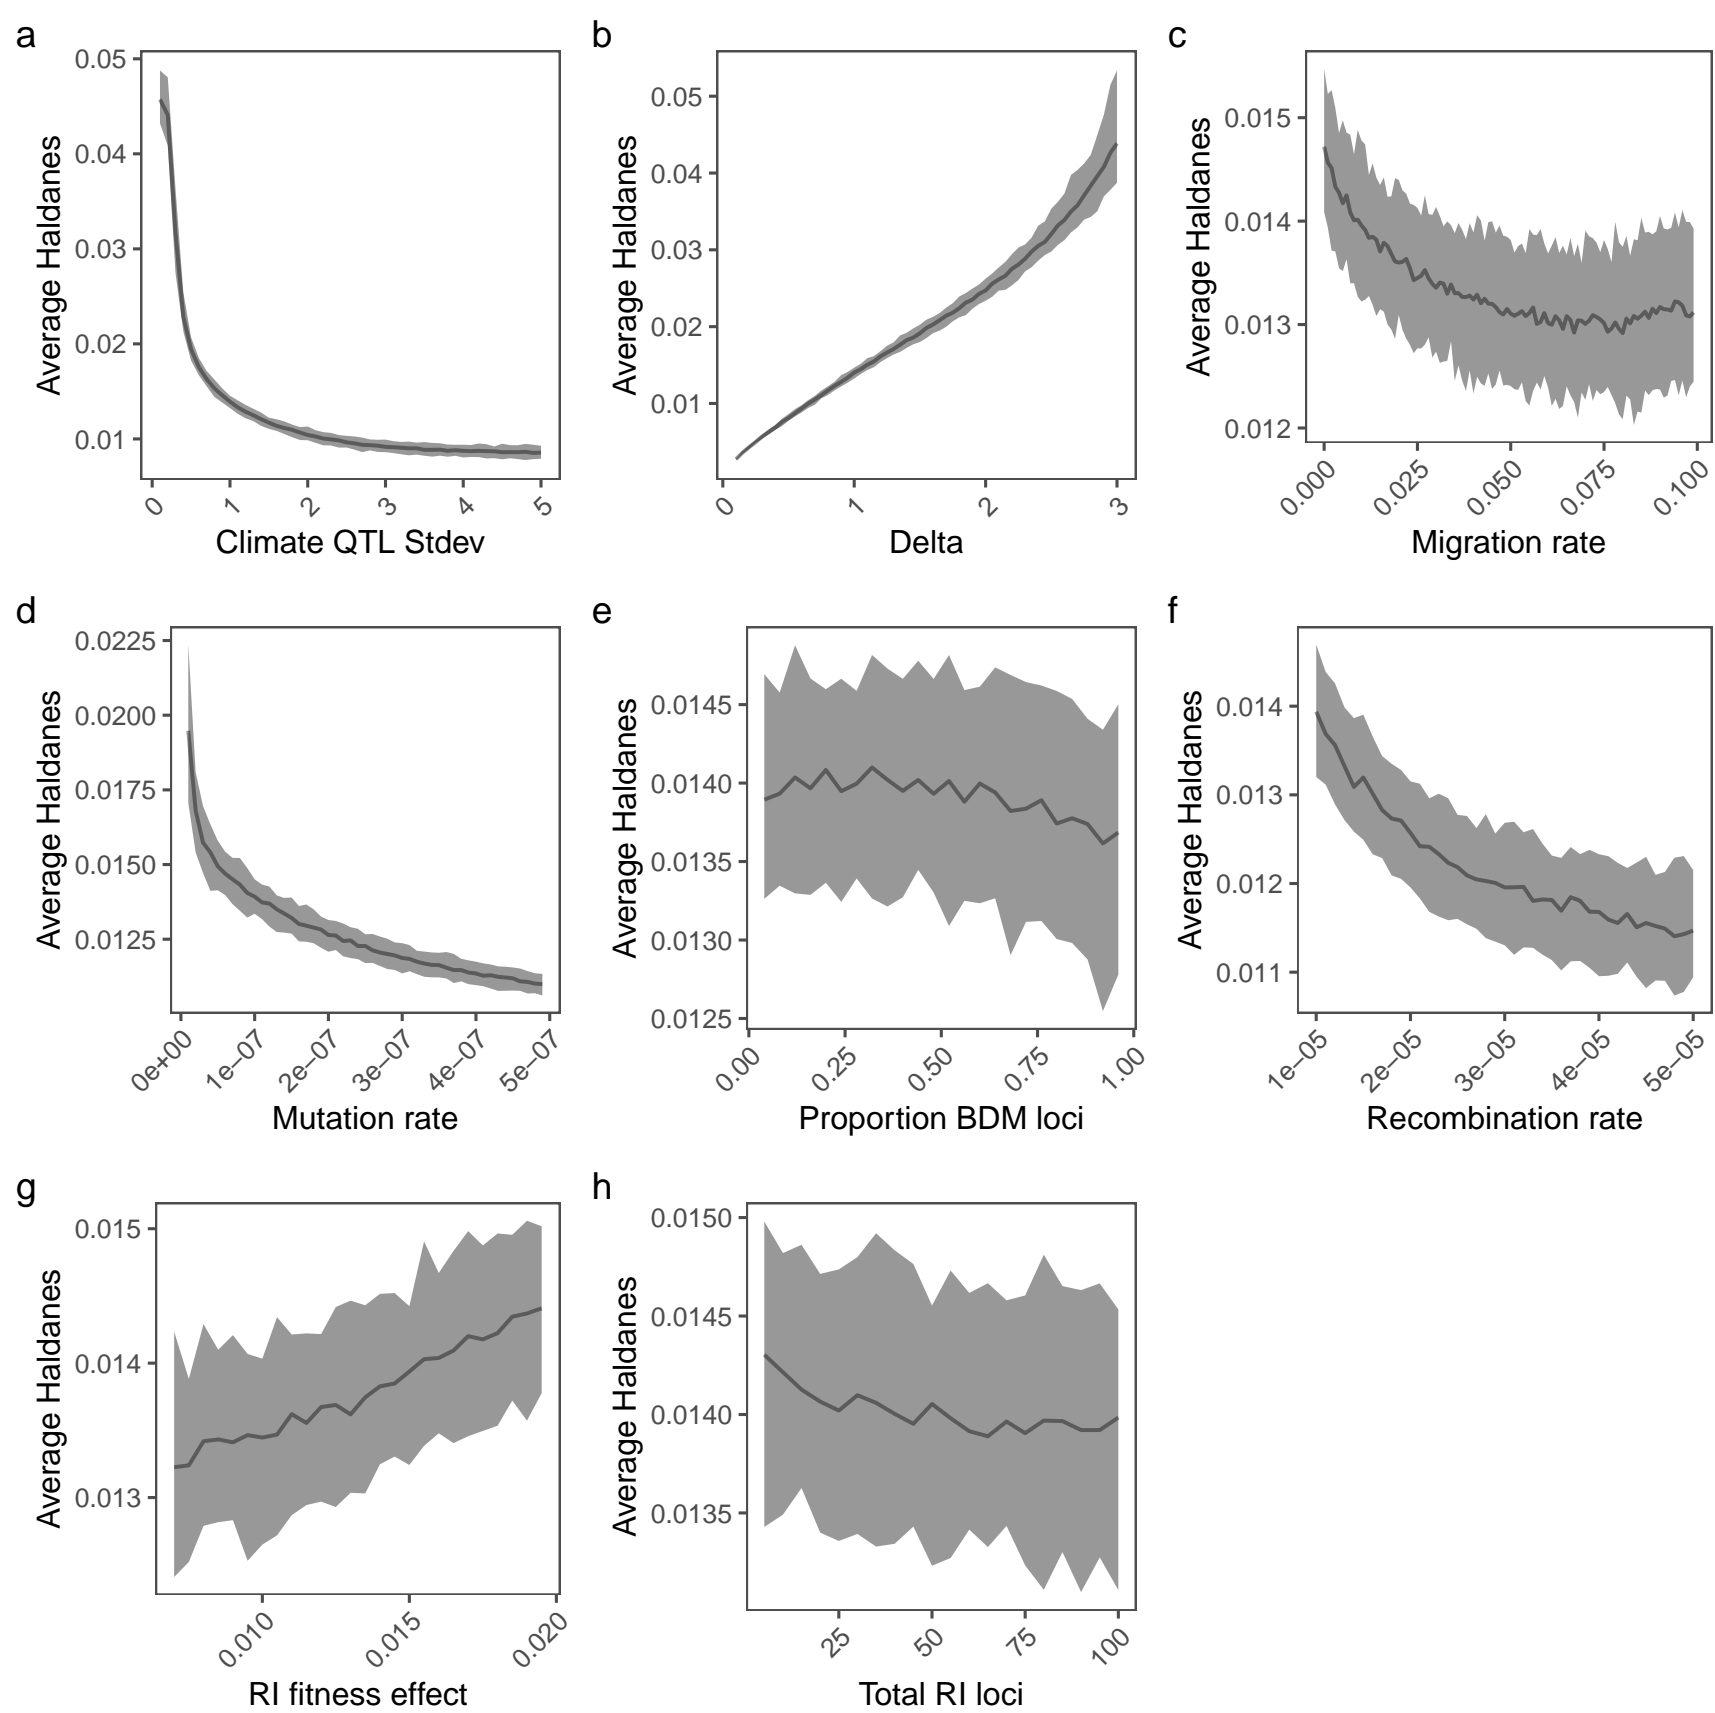 a
0.05
0.04
0.03
0.02
0.01
Average Haldanes
0
1
2
3
4
5
Climate QTL Stdev
b
0.05
0.04
0.03
0.02
0.01
Average Haldanes
0
1
2
3
Delta
c
0.015
0.014
0.013
0.012
Average Haldanes
0.000
0.025
0.050
0.075
0.100
Migration rate
d
0.0225
0.0200
0.0175
0.0150
0.0125
Average Haldanes
0e+00
1e−07
2e−07
3e−07
4e−07
5e−07
Mutation rate
e
0.0145
0.0140
0.0135
0.0130
0.0125
Average Haldanes
0.00
0.25
0.50
0.75
1.00
Proportion BDM loci
f
0.014
0.013
0.012
0.011
Average Haldanes
1e−05
2e−05
3e−05
4e−05
5e−05
Recombination rate
g
0.015
0.014
0.013
Average Haldanes
0.010
0.015
0.020
RI fitness effect
h
0.0150
0.0145
0.0140
0.0135
Average Haldanes
25
50
75
100
Total RI loci